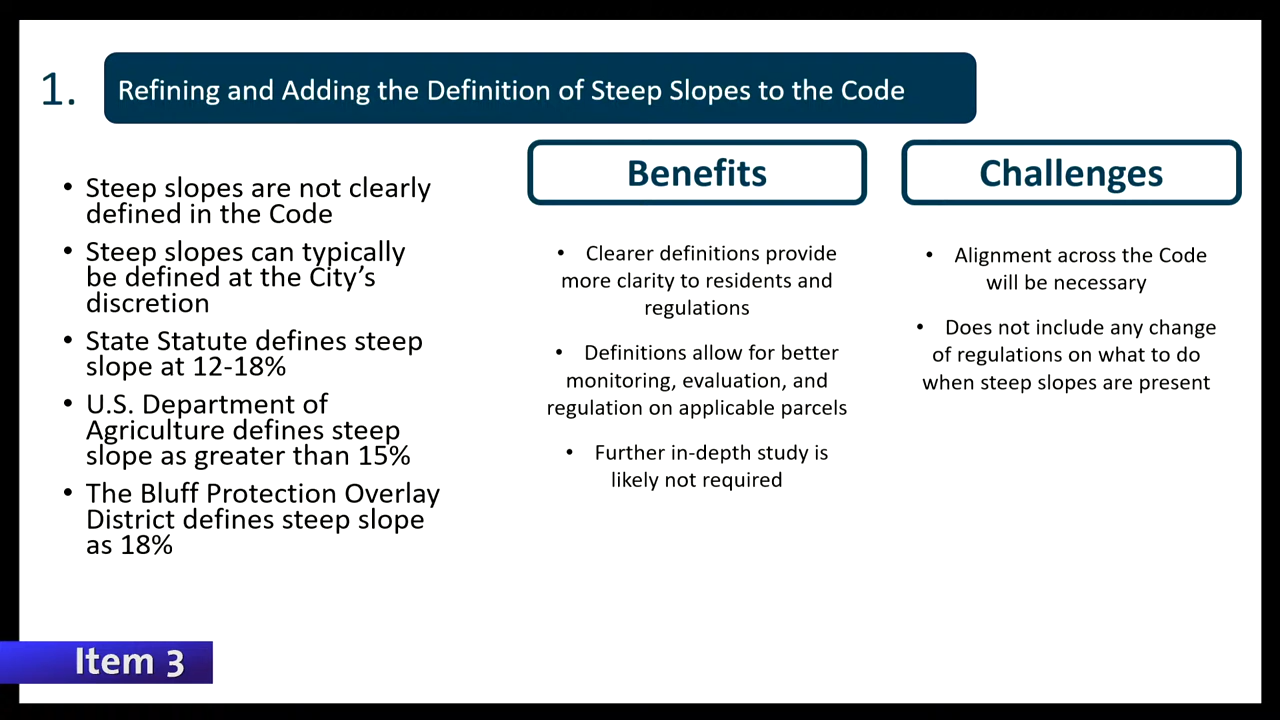 1.
Refining and Adding the Definition of Steep Slopes to the Code
• Steep slopes are not clearly
defined in the Code
• Steep slopes can typically
be defined at the City’s
discretion
• State Statute defines steep
slope at 12-18%
• U.S. Department of
Agriculture defines steep
slope as greater than 15%
• The Bluff Protection Overlay
District defines steep slope
as 18%
Benefits
• Clearer definitions provide
more clarity to residents and
regulations
• Definitions allow for better
monitoring, evaluation, and
regulation on applicable parcels
• Further in-depth study is
likely not required
Challenges
• Alignment across the Code
will be necessary
• Does not include any change
of regulations on what to do
when steep slopes are present
Item 3